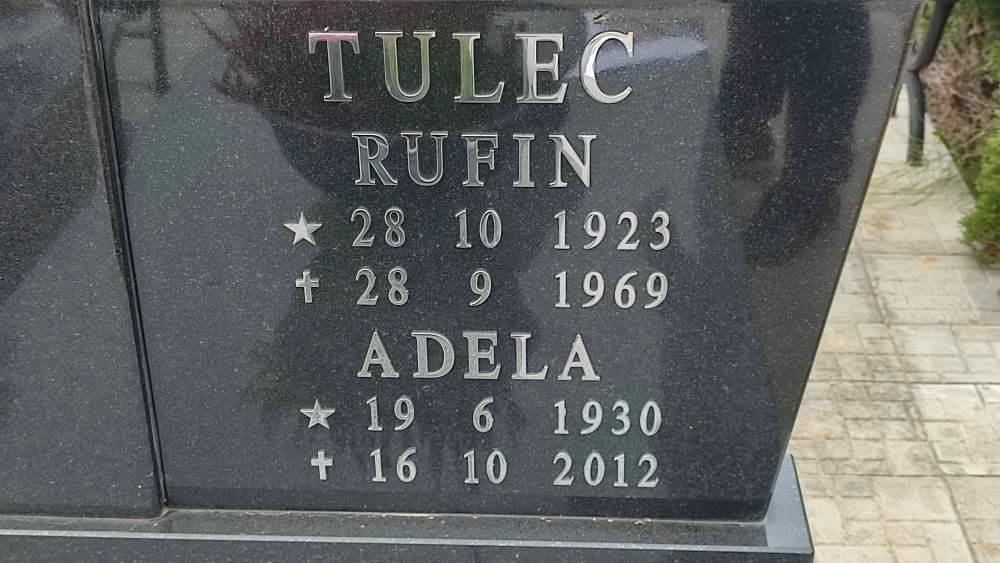 TULEC
RUFIN
★ 28 10 1923
✝ 28 9 1969
ADELA
★ 19 6 1930
✝ 16 10 2012